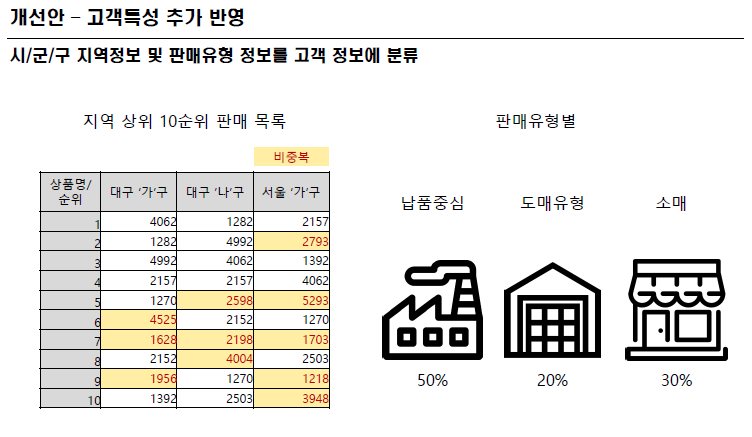 개선안 – 고객특성 추가 반영
시/군/구 지역정보 및 판매유형 정보를 고객 정보에 분류
지역 상위 10순위 판매 목록
비중복
상품명/
순위 대구 ‘가’구 대구 ‘나’구 서울 ‘가’구
1 4062 1282 2157
2 1282 4992 2793
3 4992 4062 1392
4 2157 2157 4062
5 1270 2598 5293
6 4525 2152 1270
7 1628 2198 1703
8 2152 4004 2503
9 1956 1270 1218
10 1392 2503 3948
판매유형별
납품중심 도매유형 소매
50% 20% 30%